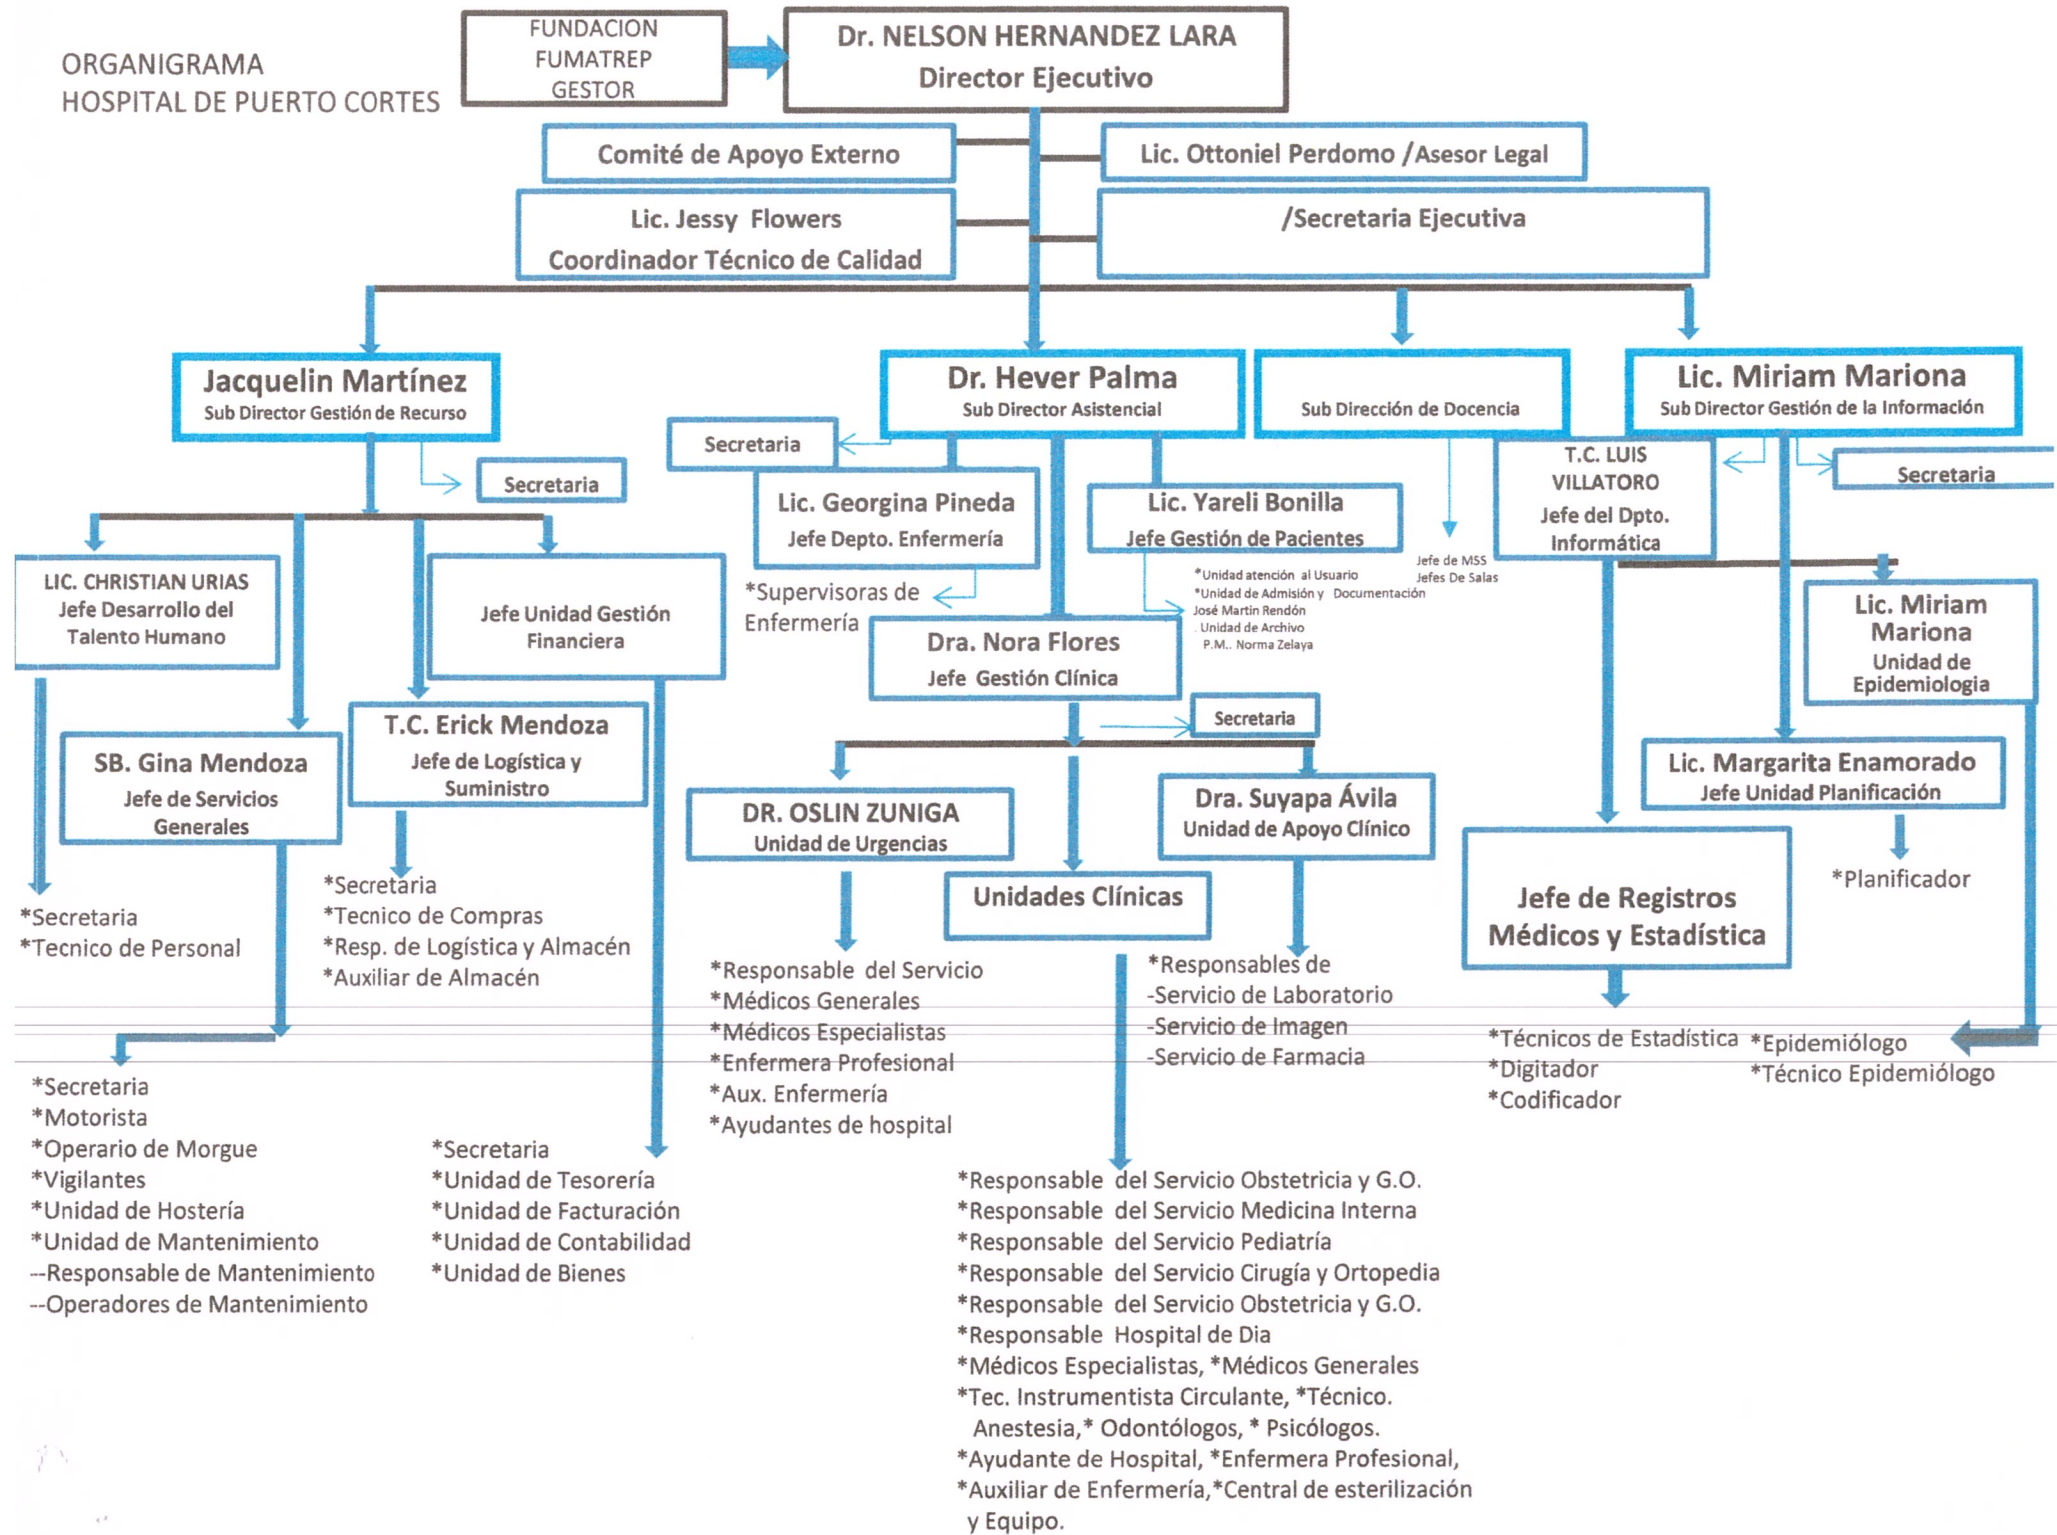 ORGANIGRAMA
HOSPITAL DE PUERTO CORTES
FUNDACION
FUMATREP
GESTOR
Dr. NELSON HERNANDEZ LARA
Director Ejecutivo
Comité de Apoyo Externo
Lic. Ottoniel Perdomo /Asesor Legal
Lic. Jessy Flowers
Coordinador Técnico de Calidad
/Secretaria Ejecutiva
Jacquelin Martínez
Sub Director Gestión de Recurso
Dr. Hever Palma
Sub Director Asistencial
Sub Dirección de Docencia
Lic. Miriam Mariona
Sub Director Gestión de la Información
Secretaria
Secretaria
Lic. Georgina Pineda
Jefe Depto. Enfermería
Lic. Yareli Bonilla
Jefe Gestión de Pacientes
T.C. LUIS
VILLATORO
Jefe del Dpto.
Informática
Secretaria
LIC. CHRISTIAN URIAS
Jefe Desarrollo del
Talento Humano
Jefe Unidad Gestión
Financiera
*Supervisoras de
Enfermería
*Unidad atención al Usuario
*Unidad de Admisión y Documentación
José Martin Rendón
. Unidad de Archivo
P.M.. Norma Zelaya
Jefe de MSS
Jefes De Salas
Dra. Nora Flores
Jefe Gestión Clínica
Lic. Miriam
Mariona
Unidad de
Epidemiologia
Secretaria
SB. Gina Mendoza
Jefe de Servicios
Generales
T.C. Erick Mendoza
Jefe de Logística y
Suministro
DR. OSLIN ZUNIGA
Unidad de Urgencias
Dra. Suyapa Ávila
Unidad de Apoyo Clínico
Unidades Clínicas
Lic. Margarita Enamorado
Jefe Unidad Planificación
*Planificador
Jefe de Registros
Médicos y Estadística
*Secretaria
*Tecnico de Personal
*Secretaria
*Tecnico de Compras
*Resp. de Logística y Almacén
*Auxiliar de Almacén
*Responsable del Servicio
*Médicos Generales
*Médicos Especialistas
*Enfermera Profesional
*Aux. Enfermería
*Ayudantes de hospital
*Responsables de
-Servicio de Laboratorio
-Servicio de Imagen
-Servicio de Farmacia
*Técnicos de Estadística
*Digitador
*Codificador
*Epidemiólogo
*Técnico Epidemiólogo
*Secretaria
*Motorista
*Operario de Morgue
*Vigilantes
*Unidad de Hostería
*Unidad de Mantenimiento
--Responsable de Mantenimiento
--Operadores de Mantenimiento
*Secretaria
*Unidad de Tesorería
*Unidad de Facturación
*Unidad de Contabilidad
*Unidad de Bienes
*Responsable del Servicio Obstetricia y G.O.
*Responsable del Servicio Medicina Interna
*Responsable del Servicio Pediatría
*Responsable del Servicio Cirugía y Ortopedia
*Responsable del Servicio Obstetricia y G.O.
*Responsable Hospital de Dia
*Médicos Especialistas, *Médicos Generales
*Tec. Instrumentista Circulante, *Técnico.
Anestesia,* Odontólogos, * Psicólogos.
*Ayudante de Hospital, *Enfermera Profesional,
*Auxiliar de Enfermería,*Central de esterilización
y Equipo.